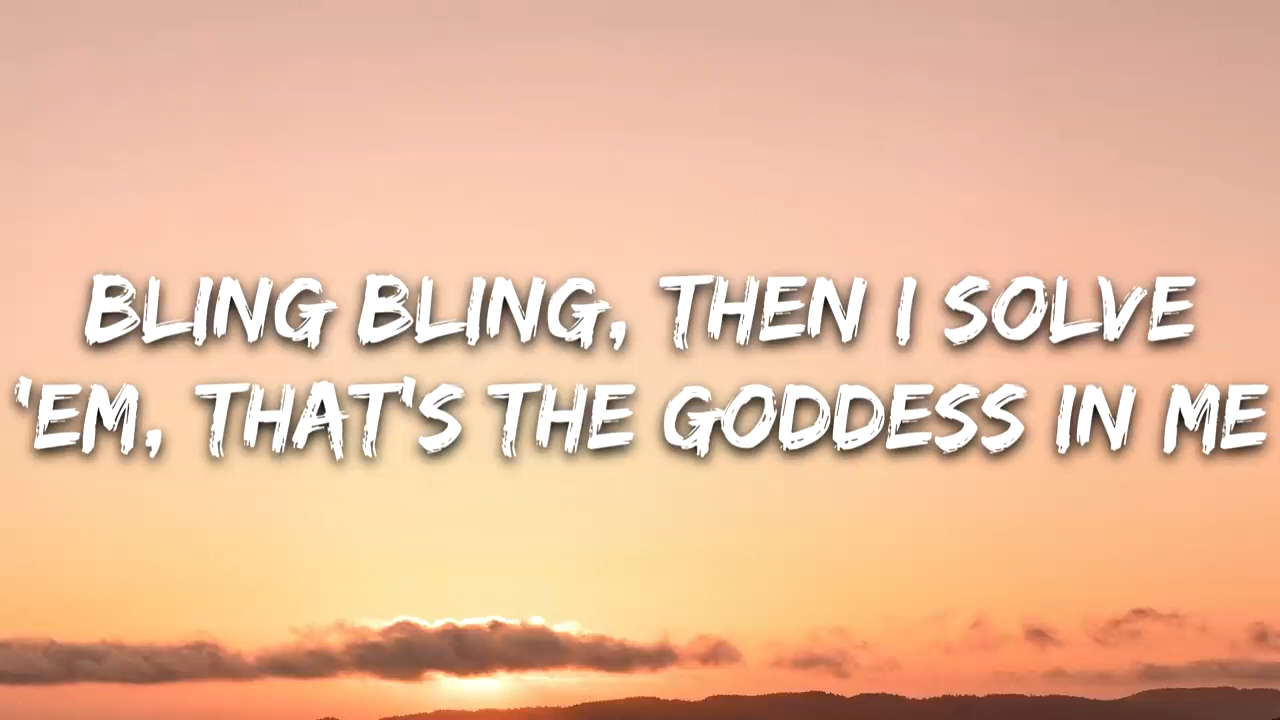 BLING BLING, THEN I SOLVE
'EM, THAT'S THE GODDESS IN ME